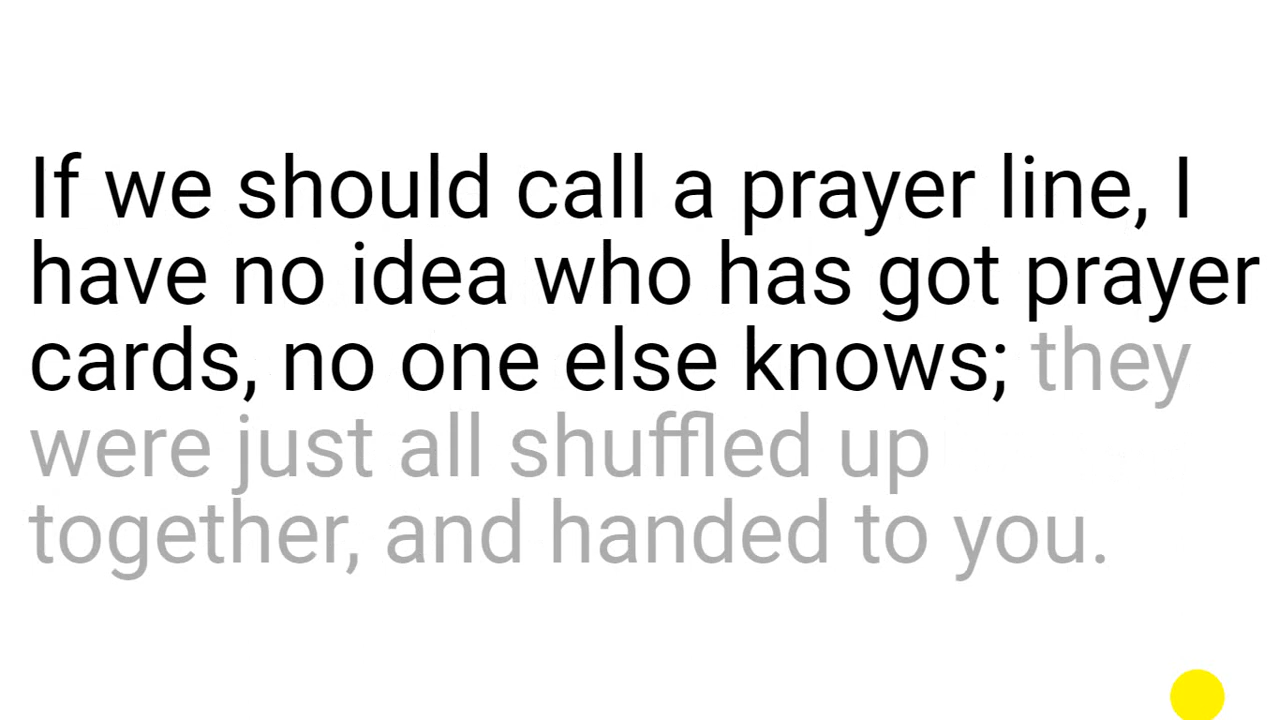 If we should call a prayer line, I
have no idea who has got prayer
cards, no one else knows; they
were just all shuffled up
together, and handed to you.